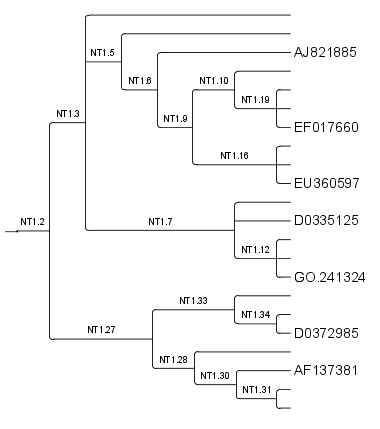 NT1.5
AJ821885
NT1.6
NT1.10
NT1.19
NT1.3
NT1.9
EF017660
NT1.16
EU360597
NT1.2
NT1.7
D0335125
NT1.12
GO.241324
NT1.33
NT1.34
NT1.27
D0372985
NT1.28
AF137381
NT1.30
NT1.31